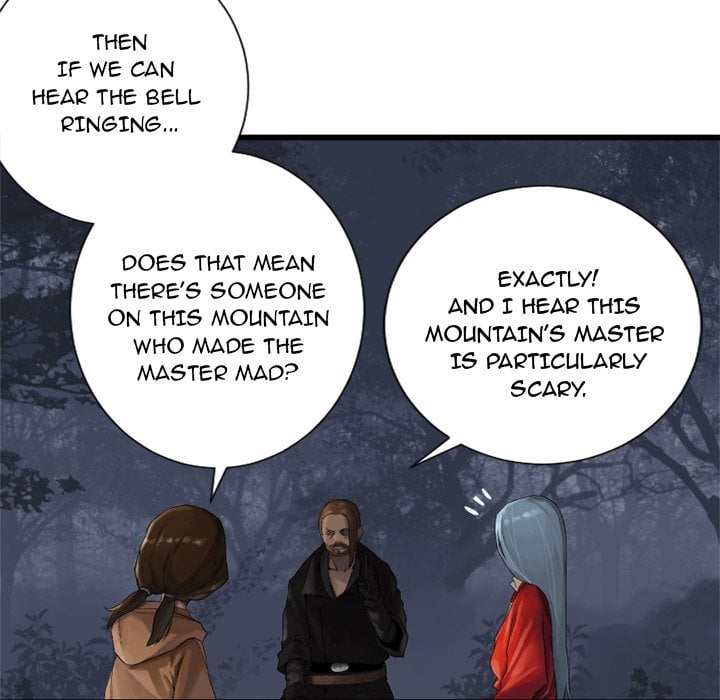 THEN
IF WE CAN
HEAR THE BELL
RINGING...
DOES THAT MEAN
THERE'S SOMEONE
ON THIS MOUNTAIN
WHO MADE THE
MASTER MAD?
EXACTLY!
AND I HEAR THIS
MOUNTAIN'S MASTER
IS PARTICULARLY
SCARY.